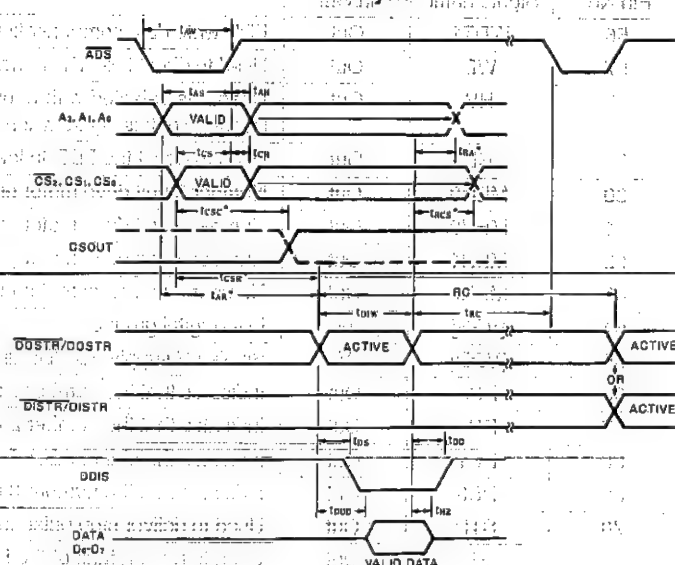 tAW
ADS
tAS tAH
A2, A1, A0 VALID
tRA*
tCS tCH
CS2, CS1, CS0 VALID
tCSC* tRCS*
CSOUT
tCSR
tAR* RC
tDIW tRC
DOSTR/DOSTR ACTIVE ACTIVE
OR
DISTR/DISTR ACTIVE
tDS tDD
DDIS
tDDD tHZ
DATA
D0-D7
VALID DATA